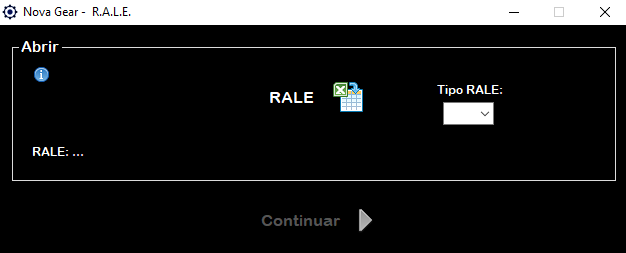 Nova Gear - R.A.L.E.
Abrir
RALE
Tipo RALE:
RALE: ...
Continuar